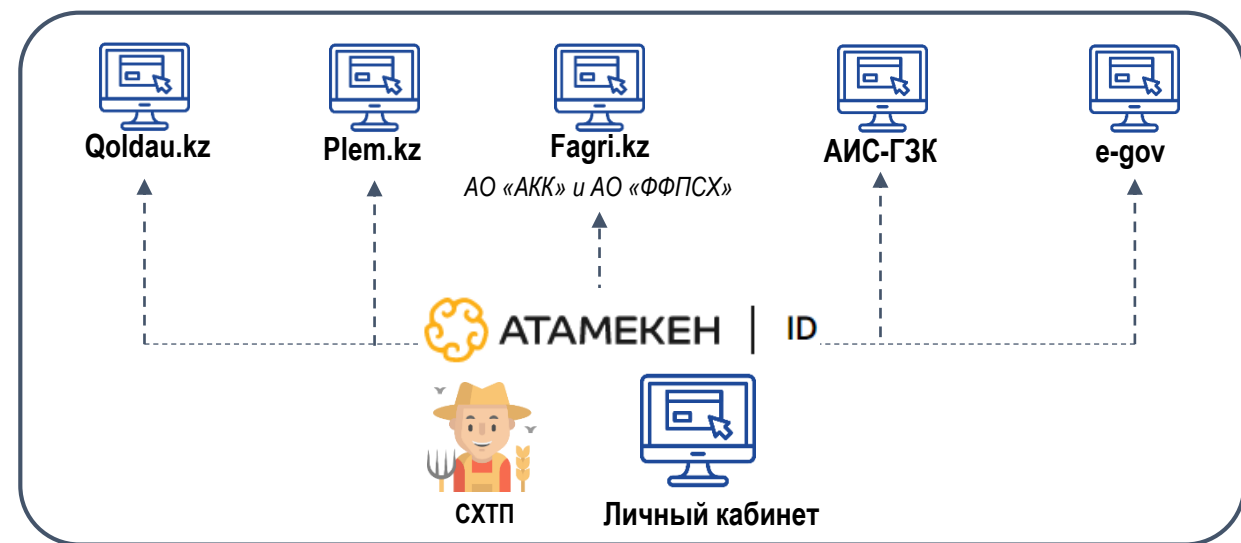 Qoldau.kz
Plem.kz
Fagri.kz
АИС-ГЗК
e-gov
АО «АКК» и АО «ФФПСХ»
АТАМЕКЕН | ID
СХТП
Личный кабинет